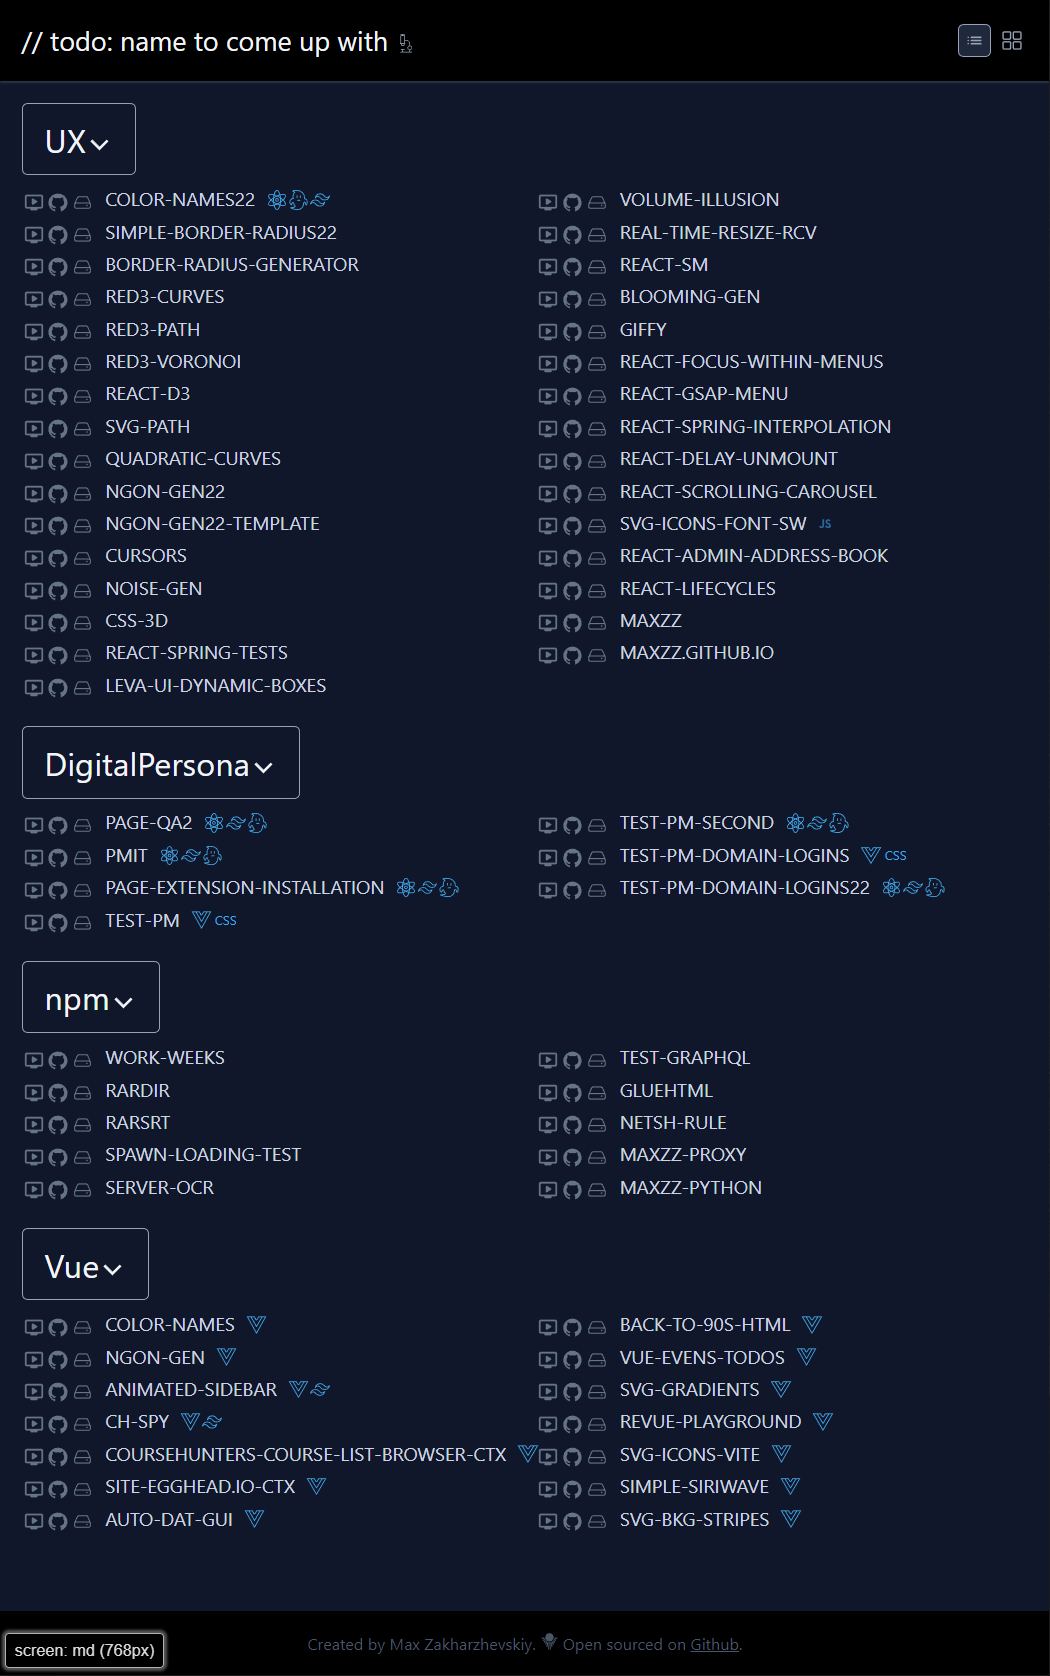 // todo: name to come up with
UX
COLOR-NAMES22
SIMPLE-BORDER-RADIUS22
BORDER-RADIUS-GENERATOR
RED3-CURVES
RED3-PATH
RED3-VORONOI
REACT-D3
SVG-PATH
QUADRATIC-CURVES
NGON-GEN22
NGON-GEN22-TEMPLATE
CURSORS
NOISE-GEN
CSS-3D
REACT-SPRING-TESTS
LEVA-UI-DYNAMIC-BOXES
VOLUME-ILLUSION
REAL-TIME-RESIZE-RCV
REACT-SM
BLOOMING-GEN
GIFFY
REACT-FOCUS-WITHIN-MENUS
REACT-GSAP-MENU
REACT-SPRING-INTERPOLATION
REACT-DELAY-UNMOUNT
REACT-SCROLLING-CAROUSEL
SVG-ICONS-FONT-SW JS
REACT-ADMIN-ADDRESS-BOOK
REACT-LIFECYCLES
MAXZZ
MAXZZ.GITHUB.IO
DigitalPersona
PAGE-QA2
PMIT
PAGE-EXTENSION-INSTALLATION
TEST-PM CSS
TEST-PM-SECOND
TEST-PM-DOMAIN-LOGINS CSS
TEST-PM-DOMAIN-LOGINS22
npm
WORK-WEEKS
RARDIR
RARSRT
SPAWN-LOADING-TEST
SERVER-OCR
TEST-GRAPHQL
GLUEHTML
NETSH-RULE
MAXZZ-PROXY
MAXZZ-PYTHON
Vue
COLOR-NAMES
NGON-GEN
ANIMATED-SIDEBAR
CH-SPY
COURSEHUNTERS-COURSE-LIST-BROWSER-CTX
SITE-EGGHEAD.IO-CTX
AUTO-DAT-GUI
BACK-TO-90S-HTML
VUE-EVENS-TODOS
SVG-GRADIENTS
REVUE-PLAYGROUND
SVG-ICONS-VITE
SIMPLE-SIRIWAVE
SVG-BKG-STRIPES
Created by Max Zakharzhevskiy. Open sourced on Github.
screen: md (768px)